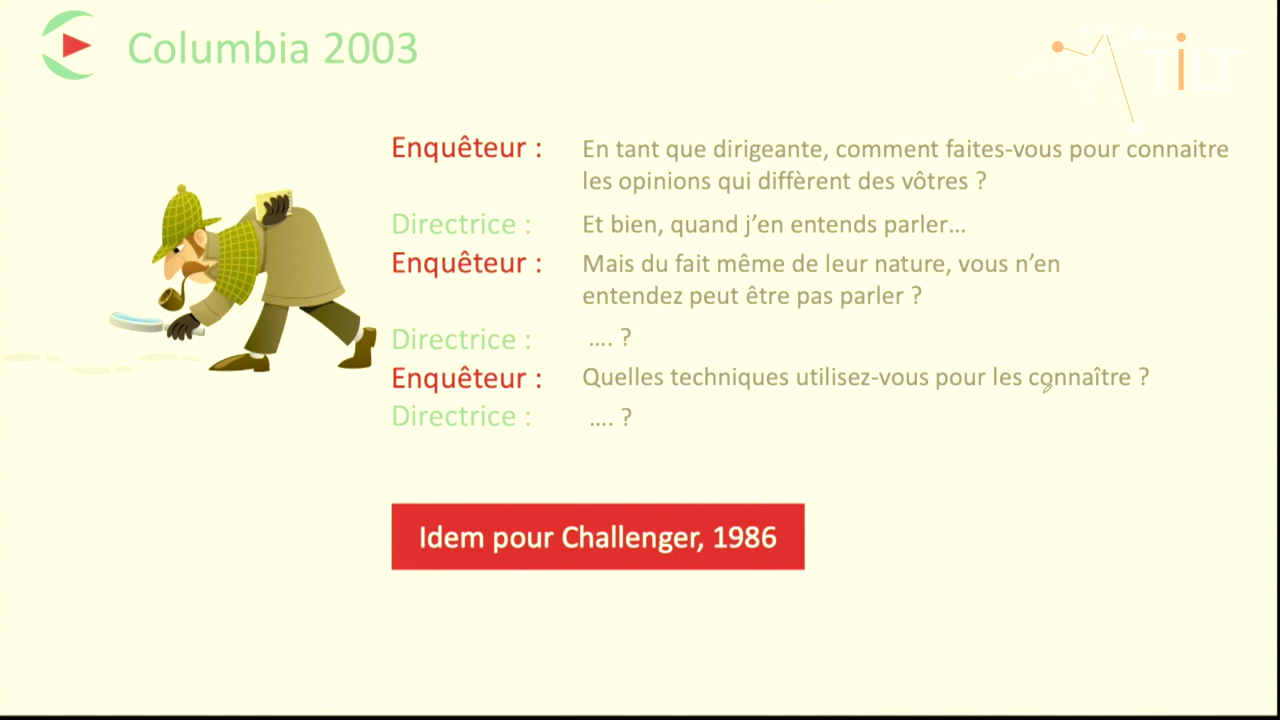 Columbia 2003
TiLT
Enquêteur : En tant que dirigeante, comment faites-vous pour connaitre
les opinions qui diffèrent des vôtres ?
Directrice : Et bien, quand j’en entends parler...
Enquêteur : Mais du fait même de leur nature, vous n’en
entendez peut être pas parler ?
Directrice : .... ?
Enquêteur : Quelles techniques utilisez-vous pour les connaître ?
Directrice : .... ?
Idem pour Challenger, 1986